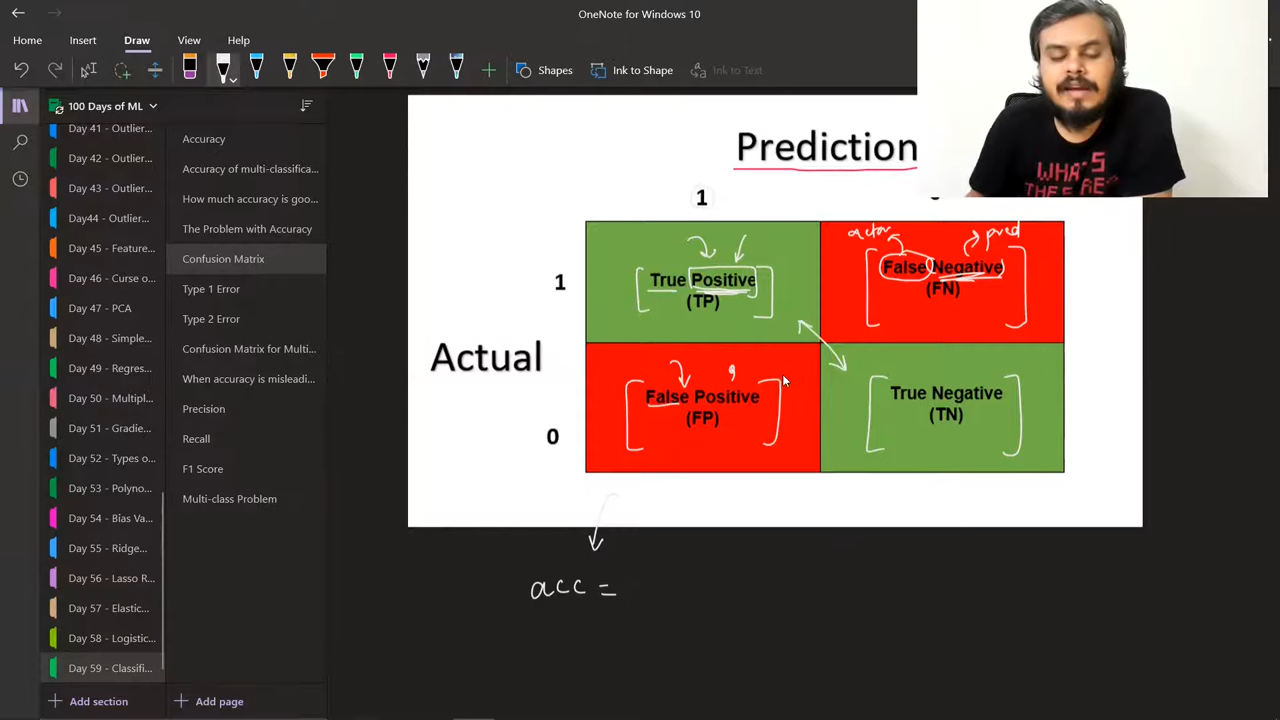 OneNote for Windows 10
Home Insert Draw View Help
Shapes Ink to Shape Ink to Text
100 Days of ML
Day 41 - Outlier...
Day 42 - Outlier...
Day 43 - Outlier...
Day44 - Outlier...
Day 45 - Feature...
Day 46 - Curse o...
Day 47 - PCA
Day 48 - Simple...
Day 49 - Regres...
Day 50 - Multipl...
Day 51 - Gradie...
Day 52 - Types o...
Day 53 - Polyno...
Day 54 - Bias Va...
Day 55 - Ridge...
Day 56 - Lasso R...
Day 57 - Elastic...
Day 58 - Logistic...
Day 59 - Classifi...
Add section
Accuracy
Accuracy of multi-classifica...
How much accuracy is goo...
The Problem with Accuracy
Confusion Matrix
Type 1 Error
Type 2 Error
Confusion Matrix for Multi...
When accuracy is misleadi...
Precision
Recall
F1 Score
Multi-class Problem
Add page
Prediction
1
pred
1
True Positive
(TP)
False Negative
(FN)
Actual
0
False Positive
(FP)
True Negative
(TN)
acc =
WHAT'S